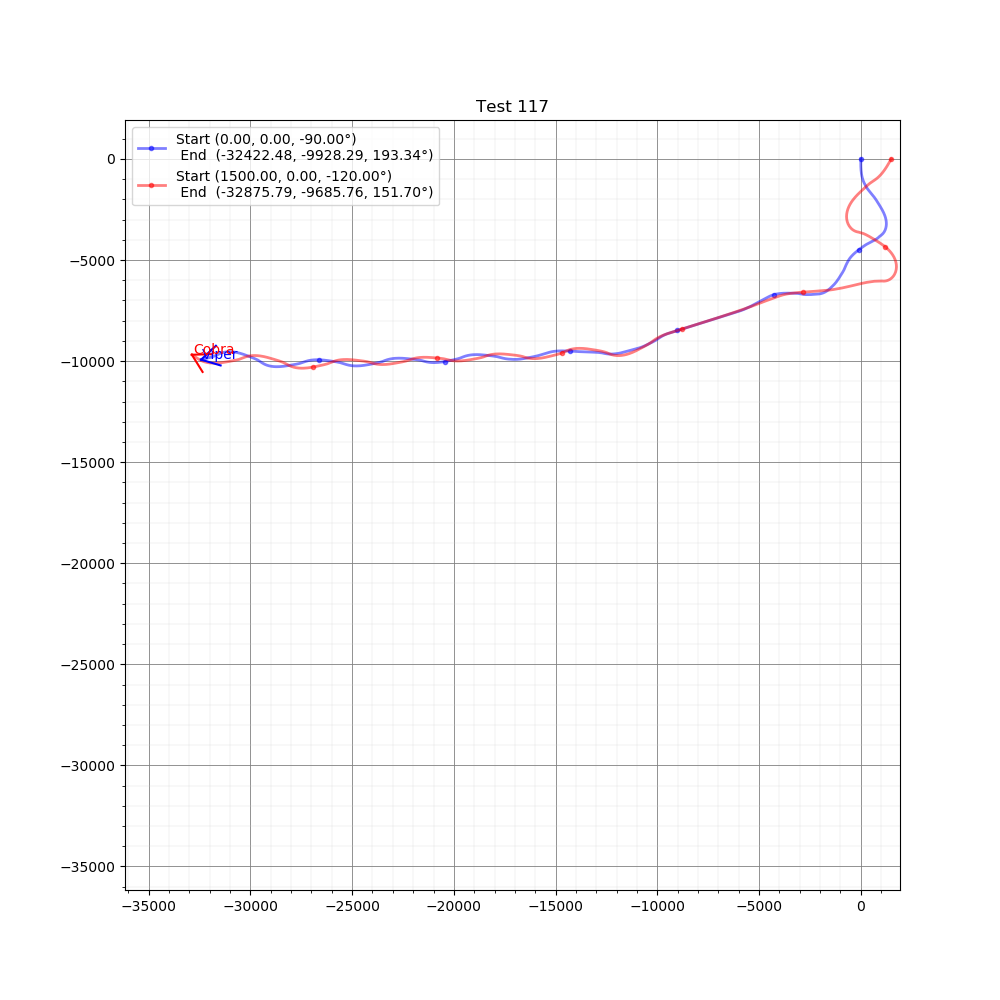 Test 117
Start (0.00, 0.00, -90.00°)
End (-32422.48, -9928.29, 193.34°)
Start (1500.00, 0.00, -120.00°)
End (-32875.79, -9685.76, 151.70°)
0
−5000
−10000
−15000
−20000
−25000
−30000
−35000
Cobra
Viper
−35000 −30000 −25000 −20000 −15000 −10000 −5000 0